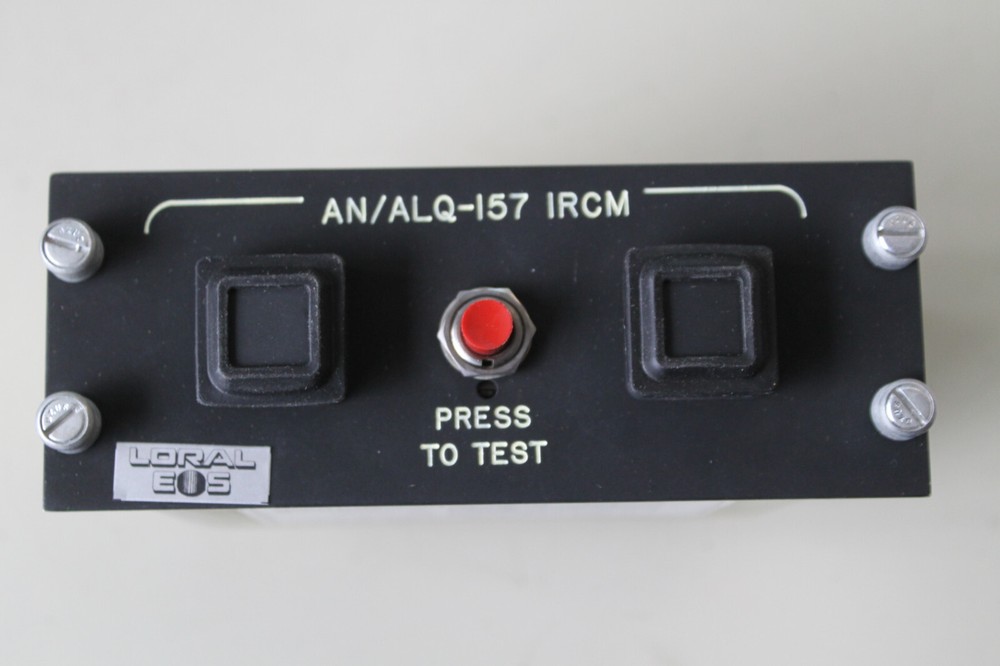 AN/ALQ-157 IRCM
PRESS
TO TEST
LORAL
EOS